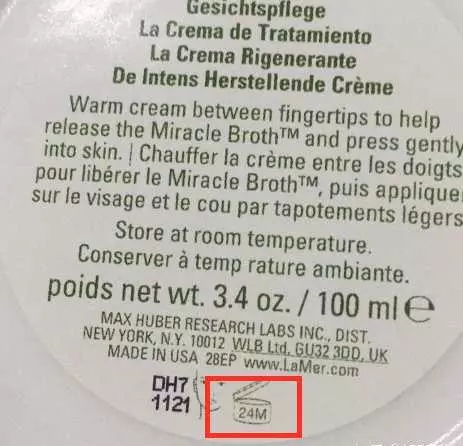 Gesichtspflege
La Crema de Tratamiento
La Crema Rigenerante
De Intens Herstellende Crème
Warm cream between fingertips to help
release the Miracle Broth™ and press gently
into skin. | Chauffer la crème entre les doigts
pour libérer le Miracle Broth™, puis applique
sur le visage et le cou par tapotements légers
Store at room temperature.
Conserver à temp rature ambiante.
poids net wt. 3.4 oz. / 100 ml ℮
MAX HUBER RESEARCH LABS INC., DIST.
NEW YORK, N.Y. 10012 WLB Ltd. GU32 3DD, UK
MADE IN USA 28EP www.LaMer.com
DH7
1121
24M